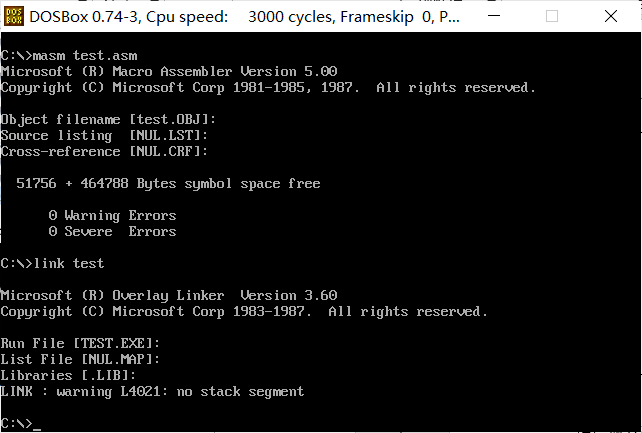 DOS
BOX
DOSBox 0.74-3, Cpu speed:    3000 cycles, Frameskip  0, P...
C:\>masm test.asm
Microsoft (R) Macro Assembler Version 5.00
Copyright (C) Microsoft Corp 1981-1985, 1987.  All rights reserved.
Object filename [test.OBJ]:
Source listing  [NUL.LST]:
Cross-reference [NUL.CRF]:
  51756 + 464788 Bytes symbol space free
      0 Warning Errors
      0 Severe  Errors
C:\>link test
Microsoft (R) Overlay Linker  Version 3.60
Copyright (C) Microsoft Corp 1983-1987.  All rights reserved.
Run File [TEST.EXE]:
List File [NUL.MAP]:
Libraries [.LIB]:
LINK : warning L4021: no stack segment
C:\>_